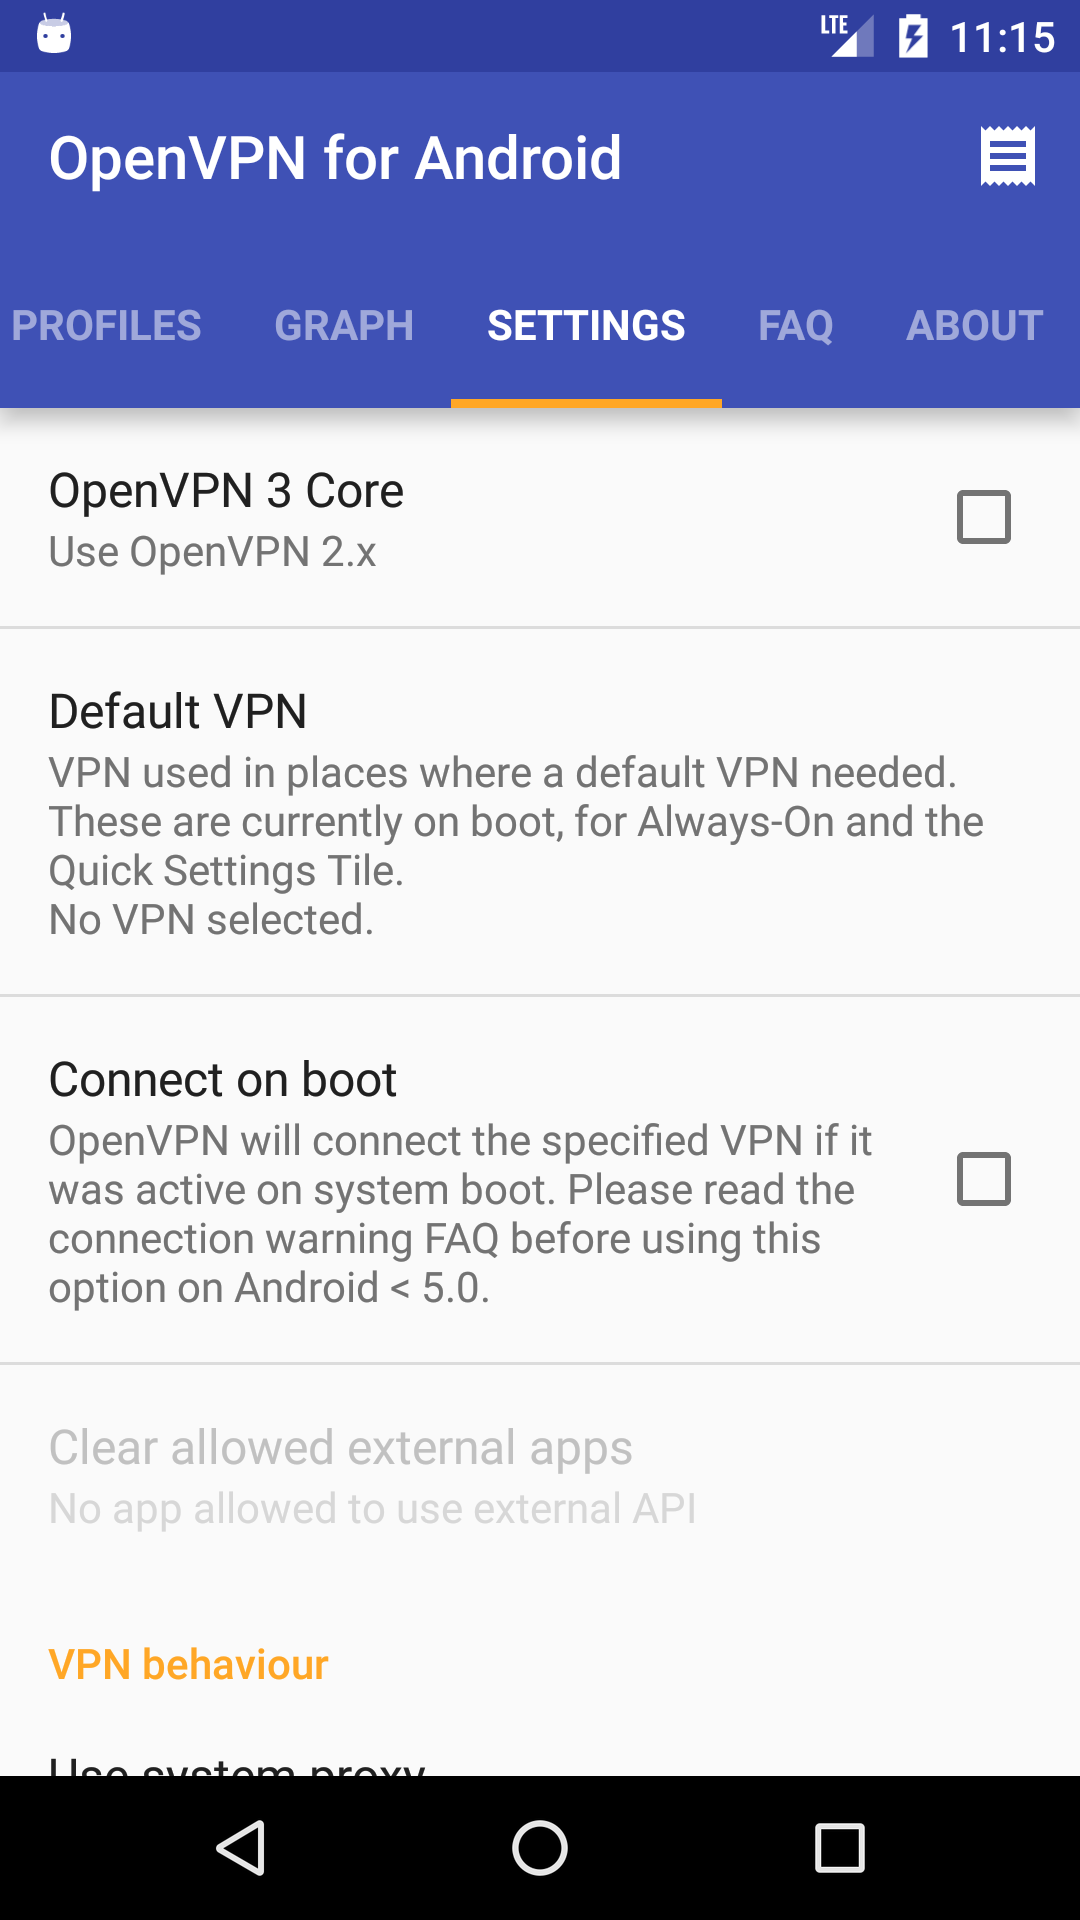 LTE 11:15
OpenVPN for Android
PROFILES GRAPH SETTINGS FAQ ABOUT
OpenVPN 3 Core
Use OpenVPN 2.x
Default VPN
VPN used in places where a default VPN needed.
These are currently on boot, for Always-On and the
Quick Settings Tile.
No VPN selected.
Connect on boot
OpenVPN will connect the specified VPN if it
was active on system boot. Please read the
connection warning FAQ before using this
option on Android < 5.0.
Clear allowed external apps
No app allowed to use external API
VPN behaviour
Use system proxy